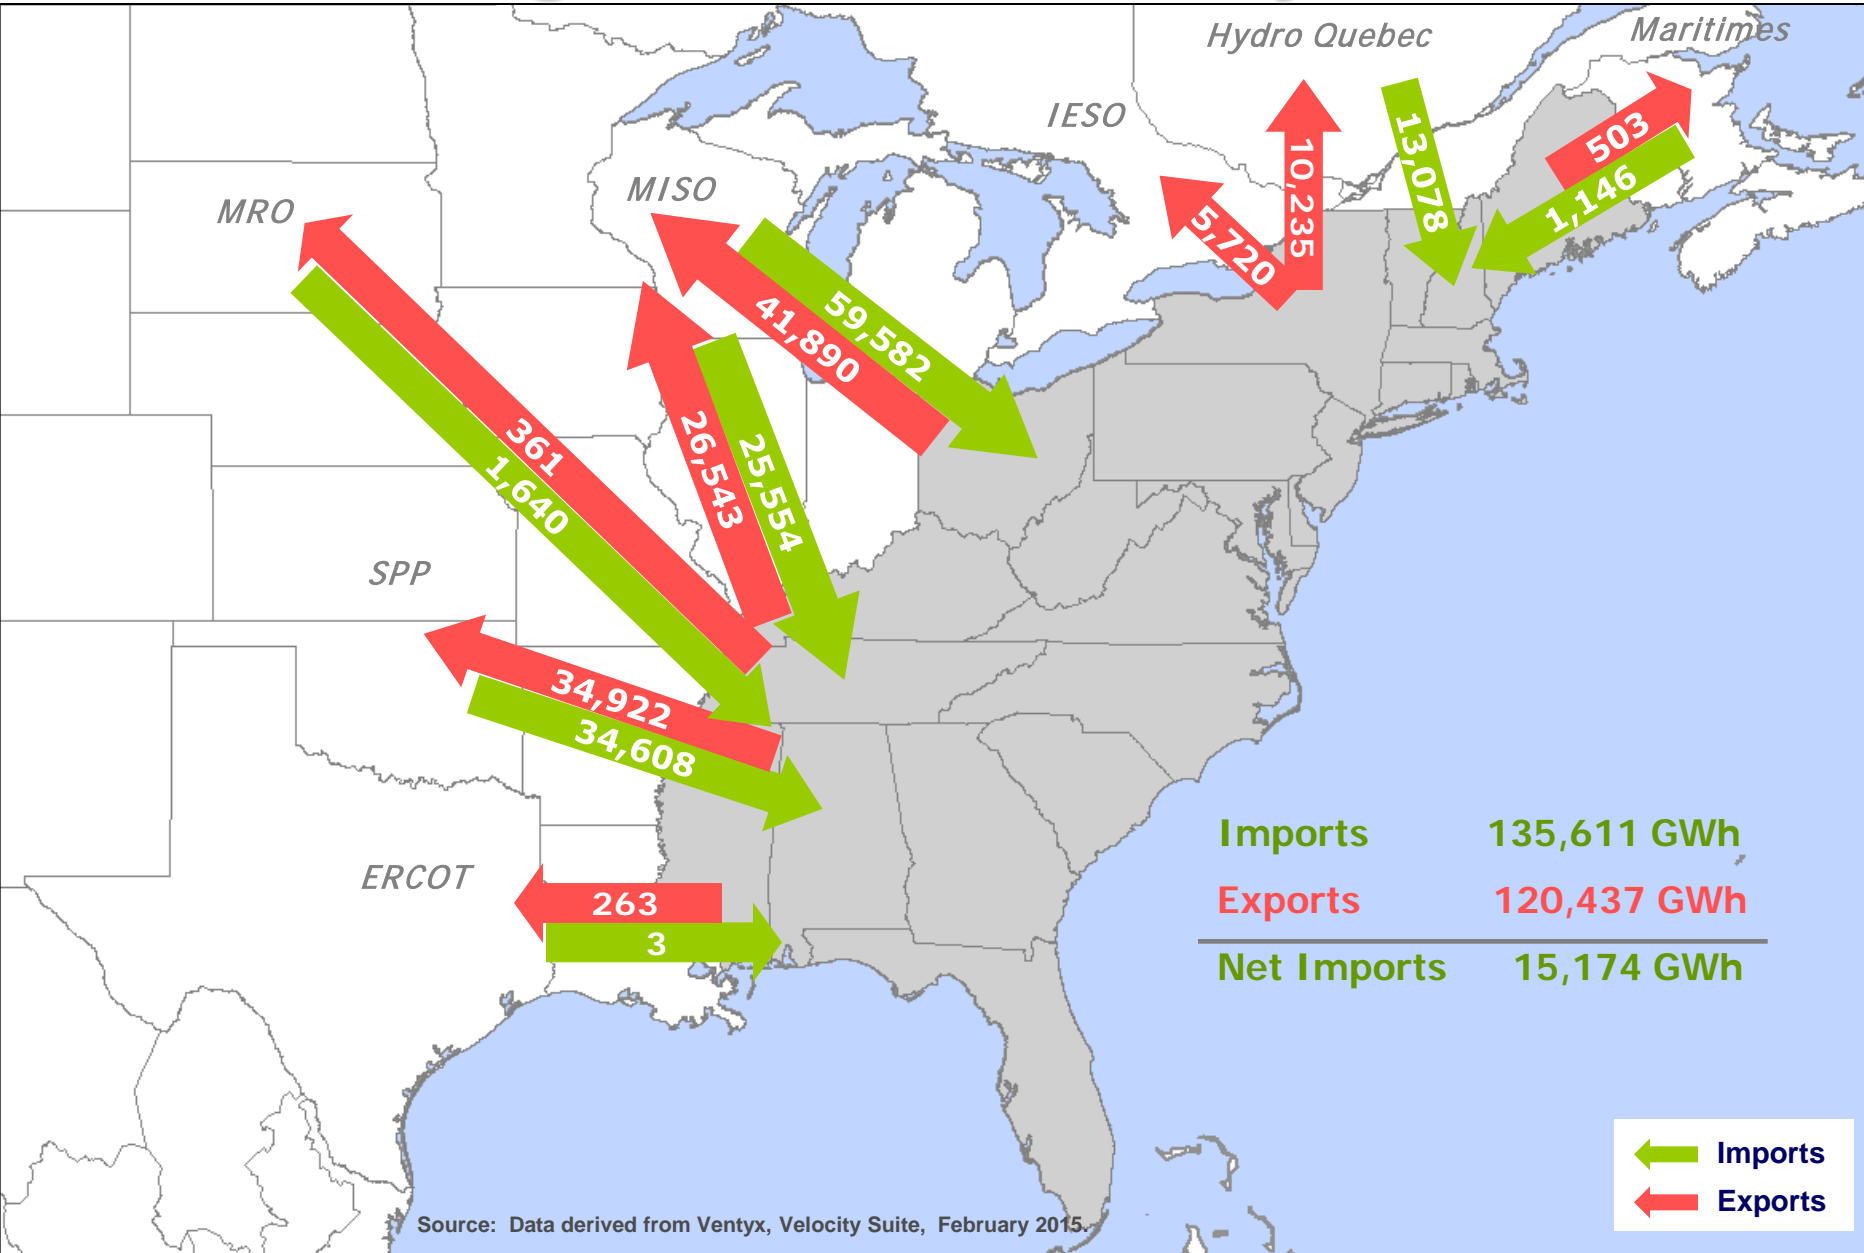 Hydro Quebec
Maritimes
IESO
MISO
MRO
SPP
ERCOT
503
1,146
13,078
10,235
5,720
59,582
41,890
26,543
25,554
361
1,640
34,922
34,608
263
3
Imports 135,611 GWh
Exports 120,437 GWh
Net Imports 15,174 GWh
Imports
Exports
Source: Data derived from Ventyx, Velocity Suite, February 2015.